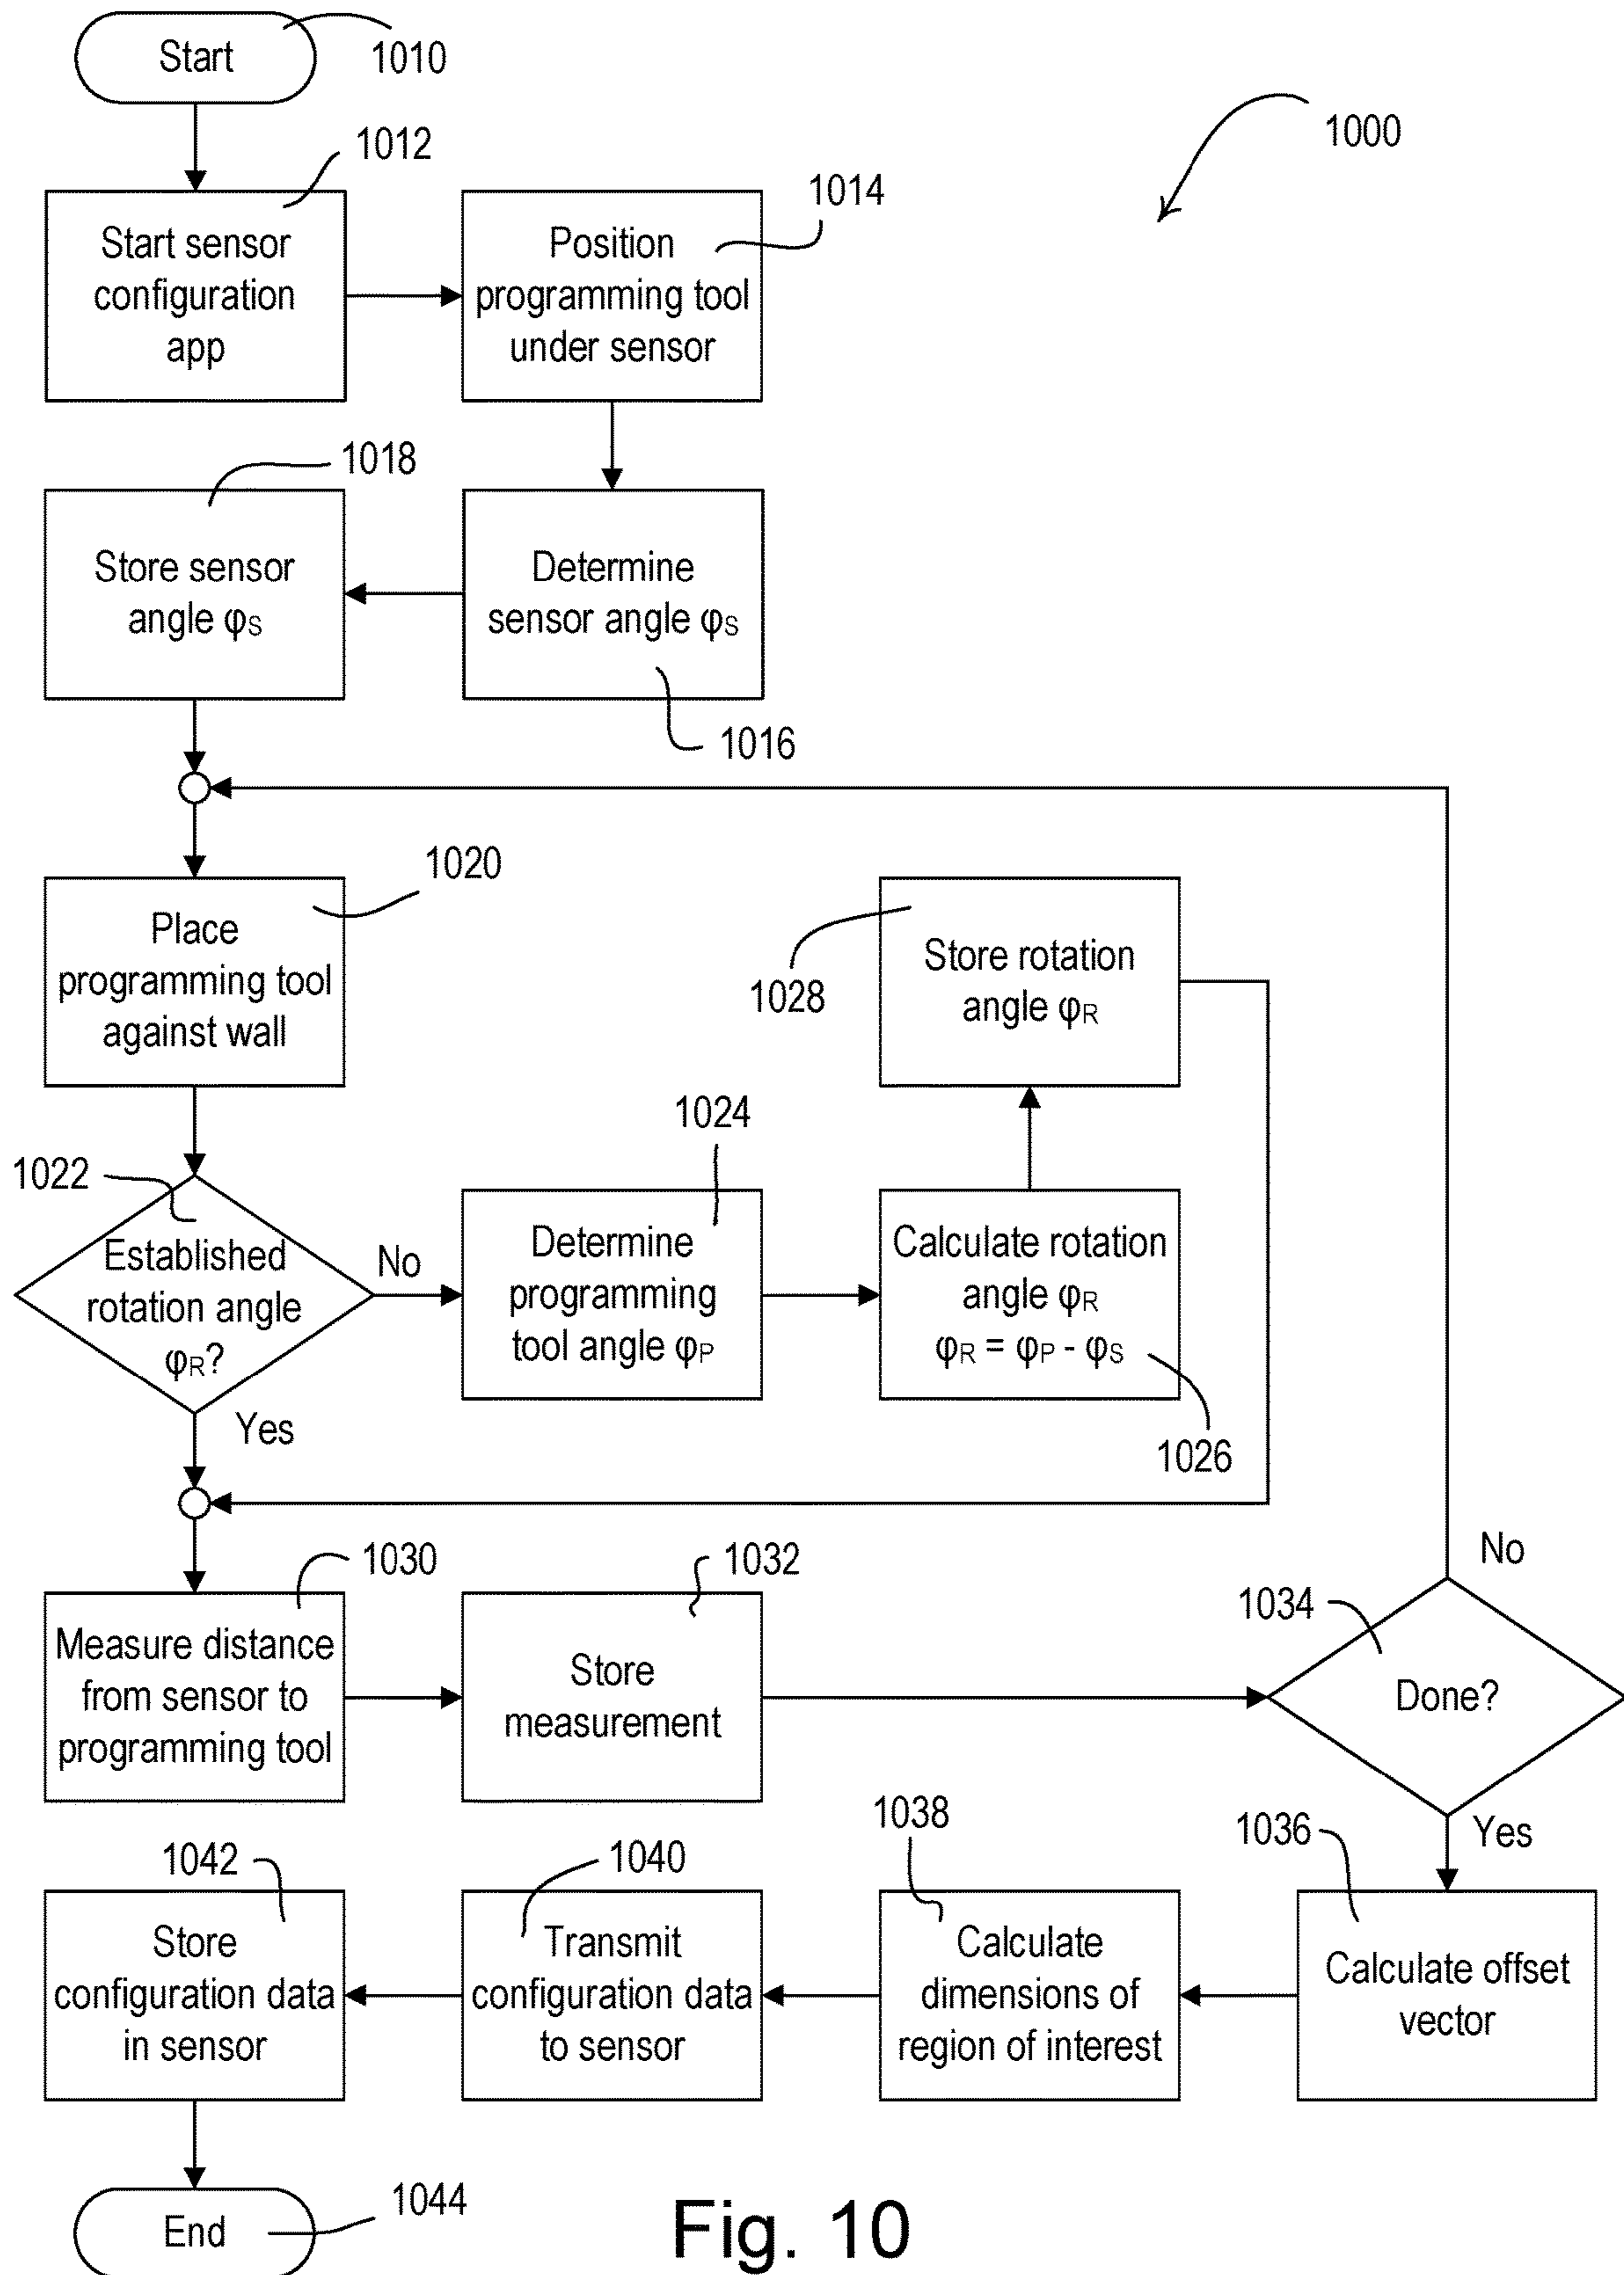 Start
1010
1000
1012
Start sensor
configuration
app
1014
Position
programming tool
under sensor
1018
Store sensor
angle φS
Determine
sensor angle φS
1016
1020
Place
programming tool
against wall
1028
Store rotation
angle φR
1022
Established
rotation angle
φR?
No
Yes
1024
Determine
programming
tool angle φP
Calculate rotation
angle φR
φR = φP - φS
1026
1030
Measure distance
from sensor to
programming tool
1032
Store
measurement
1034
Done?
No
Yes
1036
Calculate offset
vector
1038
Calculate
dimensions of
region of interest
1040
Transmit
configuration data
to sensor
1042
Store
configuration data
in sensor
End
1044
Fig. 10